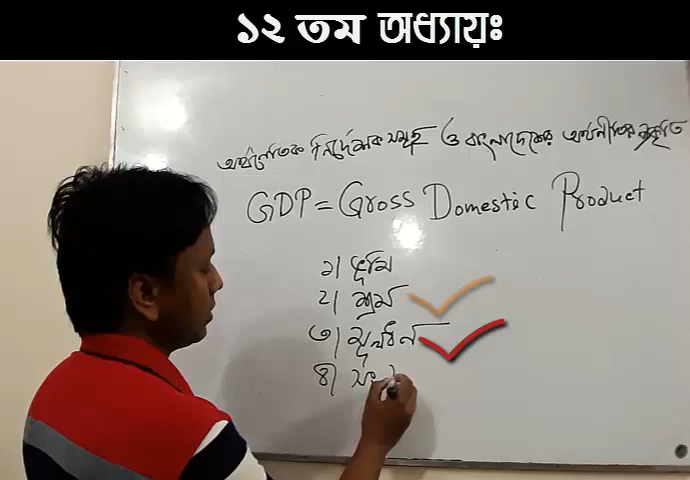 ১২ তম অধ্যায়ঃ
অর্থনৈতিক নির্দেশক সমূহ ও বাংলাদেশের অর্থনীতির প্রকৃতি
GDP = Gross Domestic Product
১) ভূমি
২) শ্রম
৩) মূলধন
৪) সং